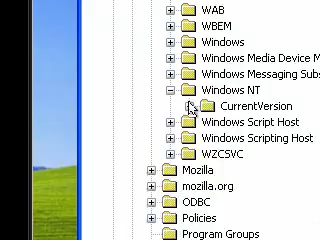 WAB
WBEM
Windows
Windows Media Device M
Windows Messaging Subs
Windows NT
CurrentVersion
Windows Script Host
Windows Scripting Host
WZCSVC
Mozilla
mozilla.org
ODBC
Policies
Program Groups